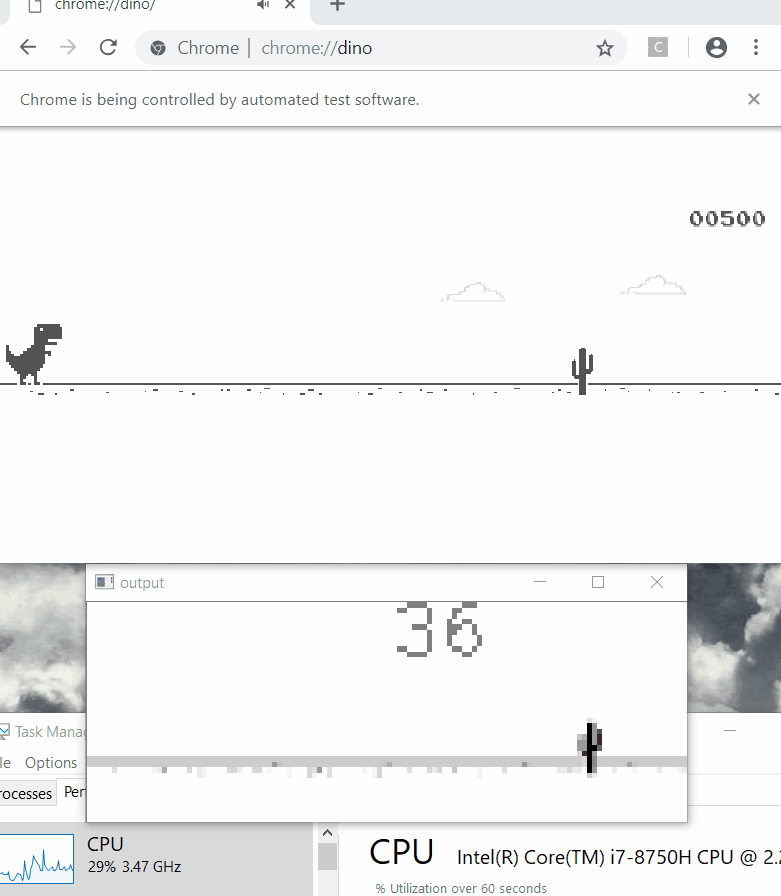 chrome://dino/
Chrome | chrome://dino
C
Chrome is being controlled by automated test software.
00500
output
36
Task Manag
le Options
rocesses Per
CPU
29% 3.47 GHz
CPU Intel(R) Core(TM) i7-8750H CPU @ 2.2
% Utilization over 60 seconds